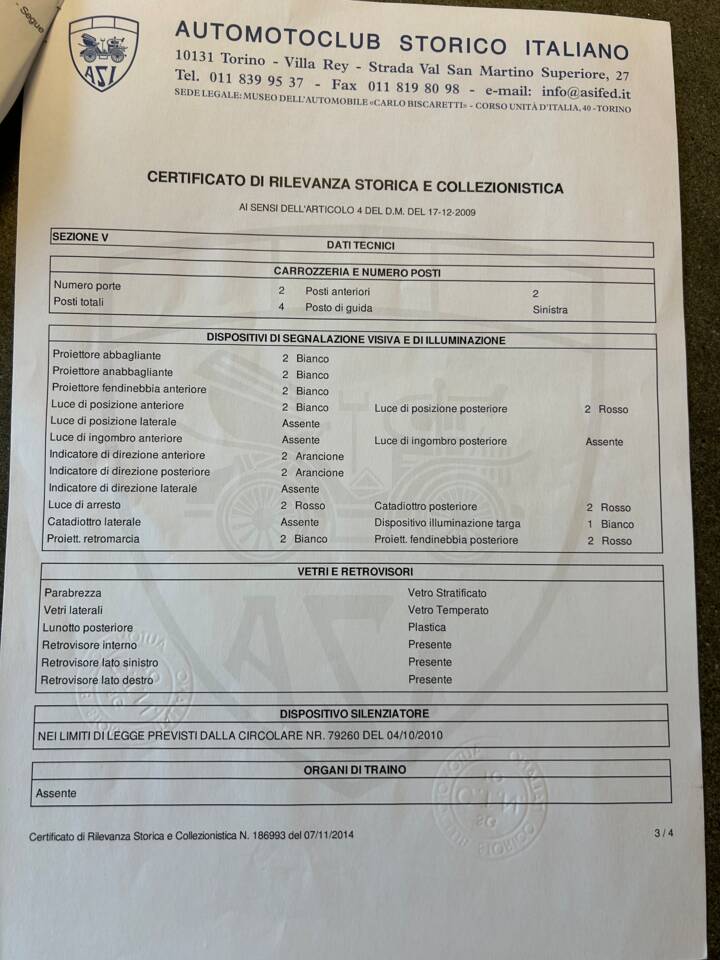 - Segue
ASI
AUTOMOTOCLUB STORICO ITALIANO
10131 Torino - Villa Rey - Strada Val San Martino Superiore, 27
Tel. 011 839 95 37 - Fax 011 819 80 98 - e-mail: info@asifed.it
SEDE LEGALE: MUSEO DELL'AUTOMOBILE «CARLO BISCARETTI» - CORSO UNITÀ D'ITALIA, 40 - TORINO
CERTIFICATO DI RILEVANZA STORICA E COLLEZIONISTICA
AI SENSI DELL'ARTICOLO 4 DEL D.M. DEL 17-12-2009
SEZIONE V DATI TECNICI
CARROZZERIA E NUMERO POSTI
Numero porte 2 Posti anteriori 2
Posti totali 4 Posto di guida Sinistra
DISPOSITIVI DI SEGNALAZIONE VISIVA E DI ILLUMINAZIONE
Proiettore abbagliante 2 Bianco
Proiettore anabbagliante 2 Bianco
Proiettore fendinebbia anteriore 2 Bianco
Luce di posizione anteriore 2 Bianco Luce di posizione posteriore 2 Rosso
Luce di posizione laterale Assente
Luce di ingombro anteriore Assente Luce di ingombro posteriore Assente
Indicatore di direzione anteriore 2 Arancione
Indicatore di direzione posteriore 2 Arancione
Indicatore di direzione laterale Assente
Luce di arresto 2 Rosso Catadiottro posteriore 2 Rosso
Catadiottro laterale Assente Dispositivo illuminazione targa 1 Bianco
Proiett. retromarcia 2 Bianco Proiett. fendinebbia posteriore 2 Rosso
VETRI E RETROVISORI
Parabrezza Vetro Stratificato
Vetri laterali Vetro Temperato
Lunotto posteriore Plastica
Retrovisore interno Presente
Retrovisore lato sinistro Presente
Retrovisore lato destro Presente
DISPOSITIVO SILENZIATORE
NEI LIMITI DI LEGGE PREVISTI DALLA CIRCOLARE NR. 79260 DEL 04/10/2010
ORGANI DI TRAINO
Assente
Certificato di Rilevanza Storica e Collezionistica N. 186993 del 07/11/2014 3 / 4